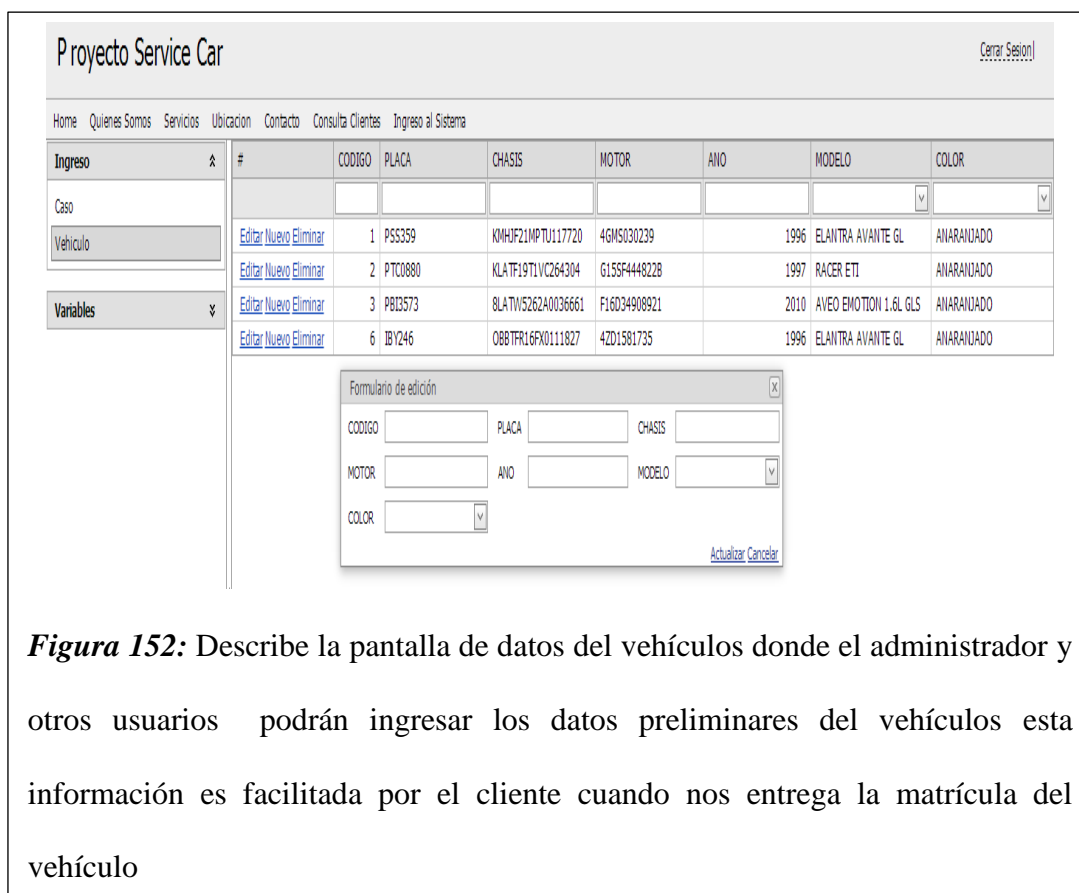 Proyecto Service Car
Cerrar Sesion
Home Quienes Somos Servicios Ubicacion Contacto Consulta Clientes Ingreso al Sistema
Ingreso
Caso
Vehiculo
Variables
# CODIGO PLACA CHASIS MOTOR ANO MODELO COLOR
Editar Nuevo Eliminar 1 PSS359 KMHJF21MPTU117720 4GMS030239 1996 ELANTRA AVANTE GL ANARANJADO
Editar Nuevo Eliminar 2 PTC0880 KLATF19T1VC264304 G15SF444822B 1997 RACER ETI ANARANJADO
Editar Nuevo Eliminar 3 PBI3573 8LATW5262A0036661 F16D34908921 2010 AVEO EMOTION 1.6L GLS ANARANJADO
Editar Nuevo Eliminar 6 IBY246 OBBTFR16FX0111827 4ZD1581735 1996 ELANTRA AVANTE GL ANARANJADO
Formulario de edición
CODIGO PLACA CHASIS
MOTOR ANO MODELO
COLOR
Actualizar Cancelar
Figura 152: Describe la pantalla de datos del vehículos donde el administrador y
otros usuarios podrán ingresar los datos preliminares del vehículos esta
información es facilitada por el cliente cuando nos entrega la matrícula del
vehículo